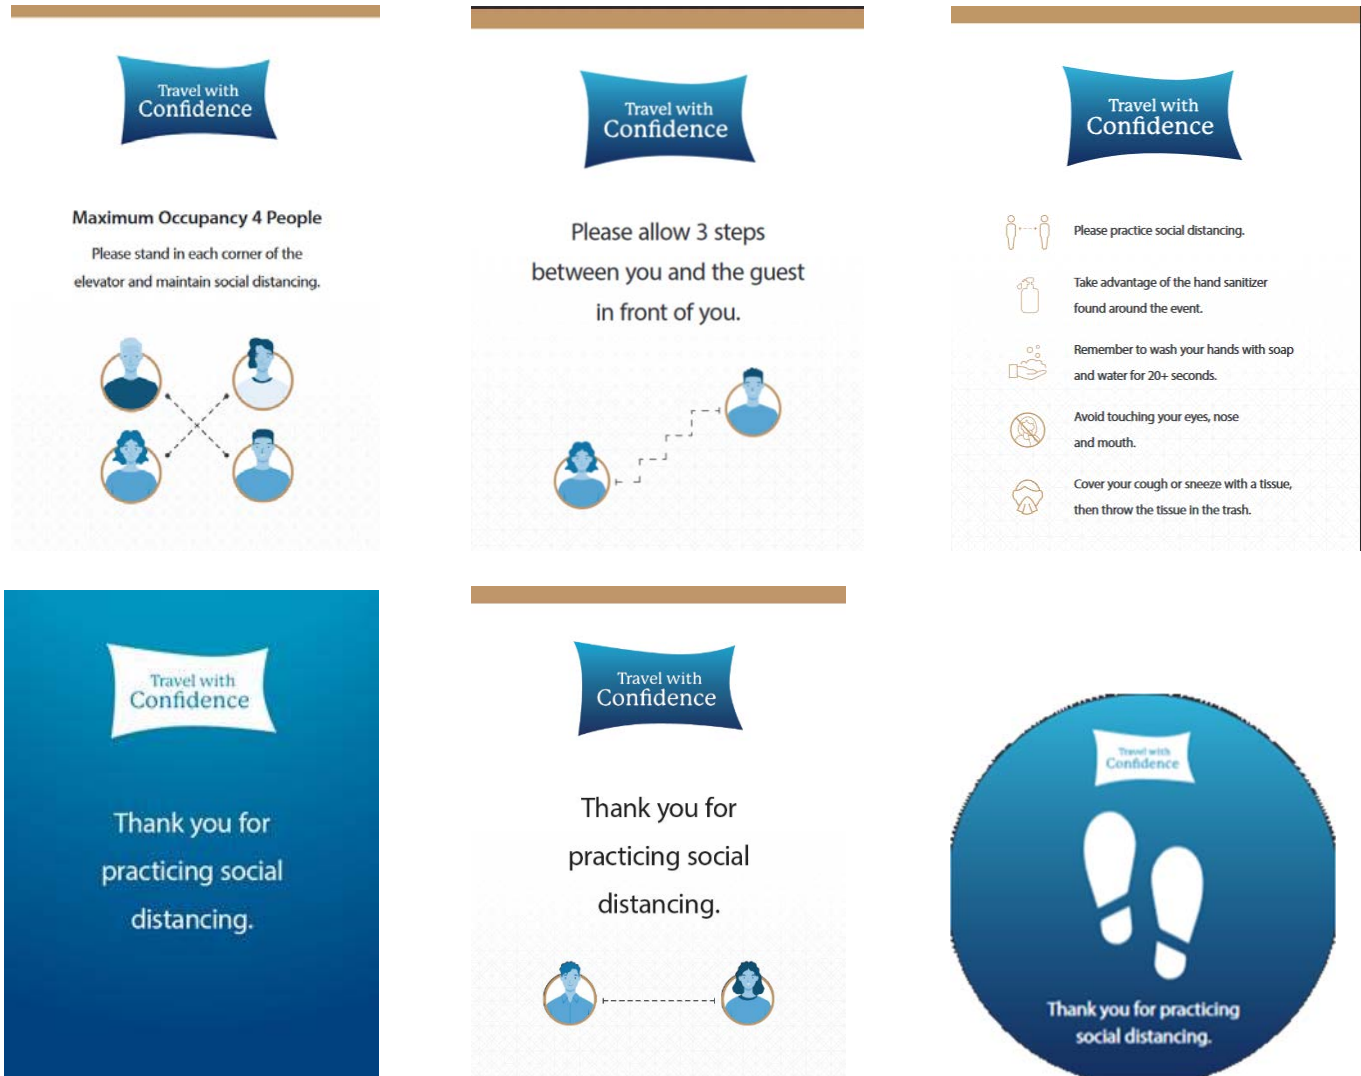 Travel with
Confidence
Maximum Occupancy 4 People
Please stand in each corner of the
elevator and maintain social distancing.
Travel with
Confidence
Please allow 3 steps
between you and the guest
in front of you.
Travel with
Confidence
Please practice social distancing.
Take advantage of the hand sanitizer
found around the event.
Remember to wash your hands with soap
and water for 20+ seconds.
Avoid touching your eyes, nose
and mouth.
Cover your cough or sneeze with a tissue,
then throw the tissue in the trash.
Travel with
Confidence
Thank you for
practicing social
distancing.
Travel with
Confidence
Thank you for
practicing social
distancing.
Travel with
Confidence
Thank you for practicing
social distancing.